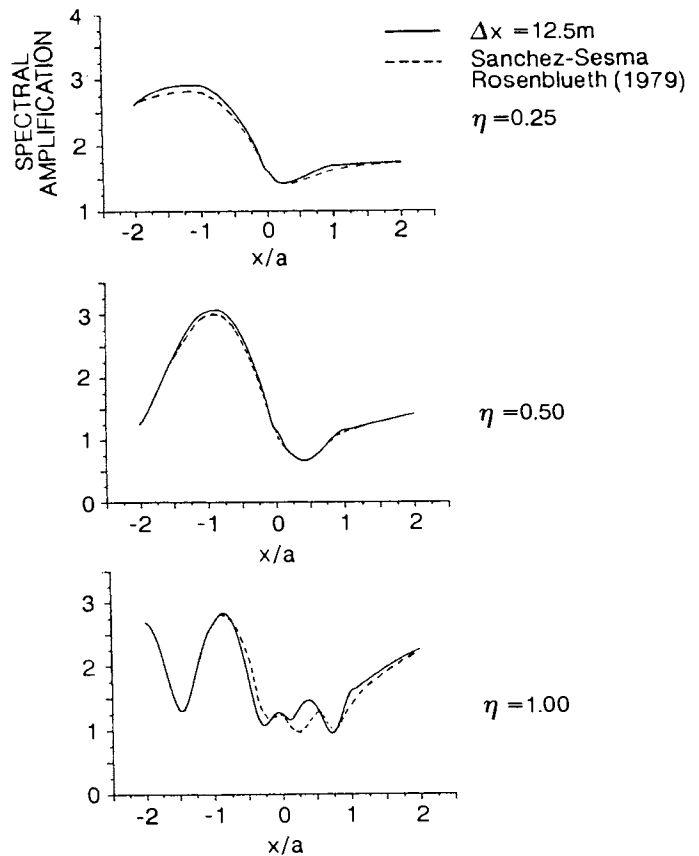 4
3
2
1
SPECTRAL
AMPLIFICATION
-2 -1 0 1 2
x/a
Δx = 12.5m
Sanchez-Sesma
Rosenblueth (1979)
η = 0.25
3
2
1
0
-2 -1 0 1 2
x/a
η = 0.50
3
2
1
0
-2 -1 0 1 2
x/a
η = 1.00